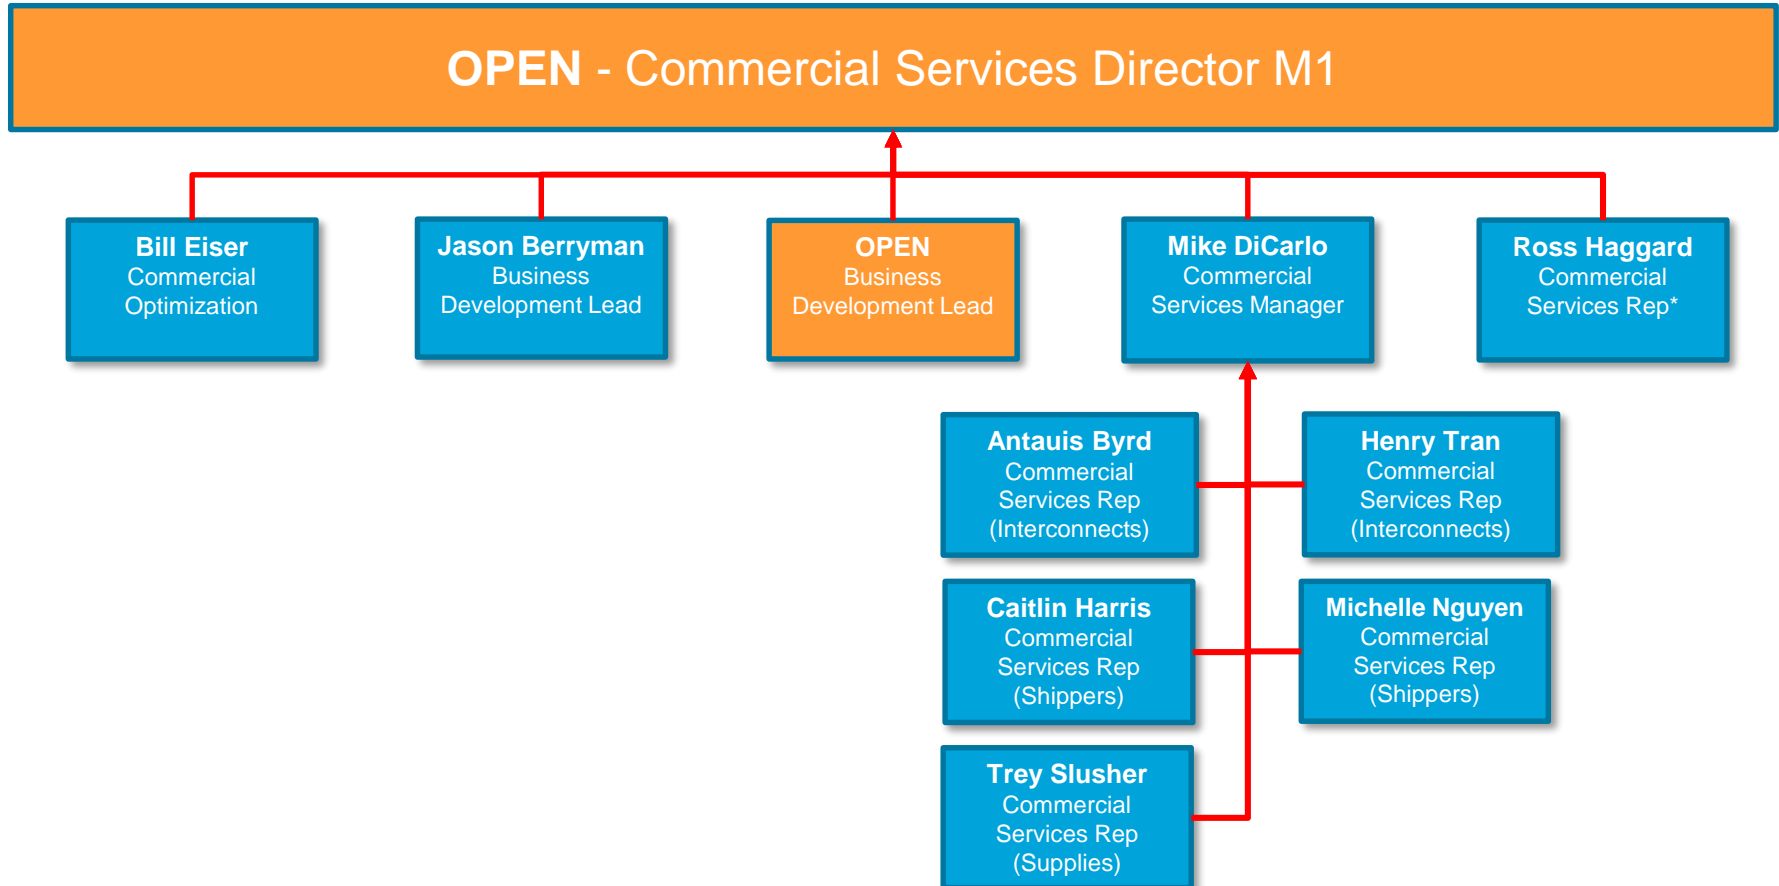 OPEN - Commercial Services Director M1
Bill Eiser
Commercial
Optimization
Jason Berryman
Business
Development Lead
OPEN
Business
Development Lead
Mike DiCarlo
Commercial
Services Manager
Ross Haggard
Commercial
Services Rep*
Antauis Byrd
Commercial
Services Rep
(Interconnects)
Henry Tran
Commercial
Services Rep
(Interconnects)
Caitlin Harris
Commercial
Services Rep
(Shippers)
Michelle Nguyen
Commercial
Services Rep
(Shippers)
Trey Slusher
Commercial
Services Rep
(Supplies)